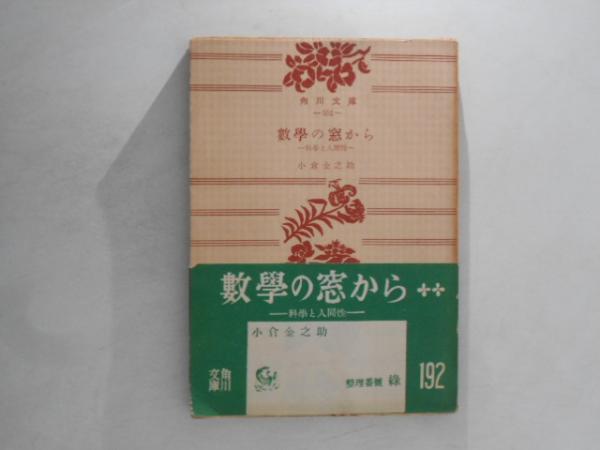 角川文庫
數學の窓から
―科學と人間性―
小倉金之助
數學の窓から
―科學と人間性―
小倉金之助
角川文庫
整理番號 綠 192